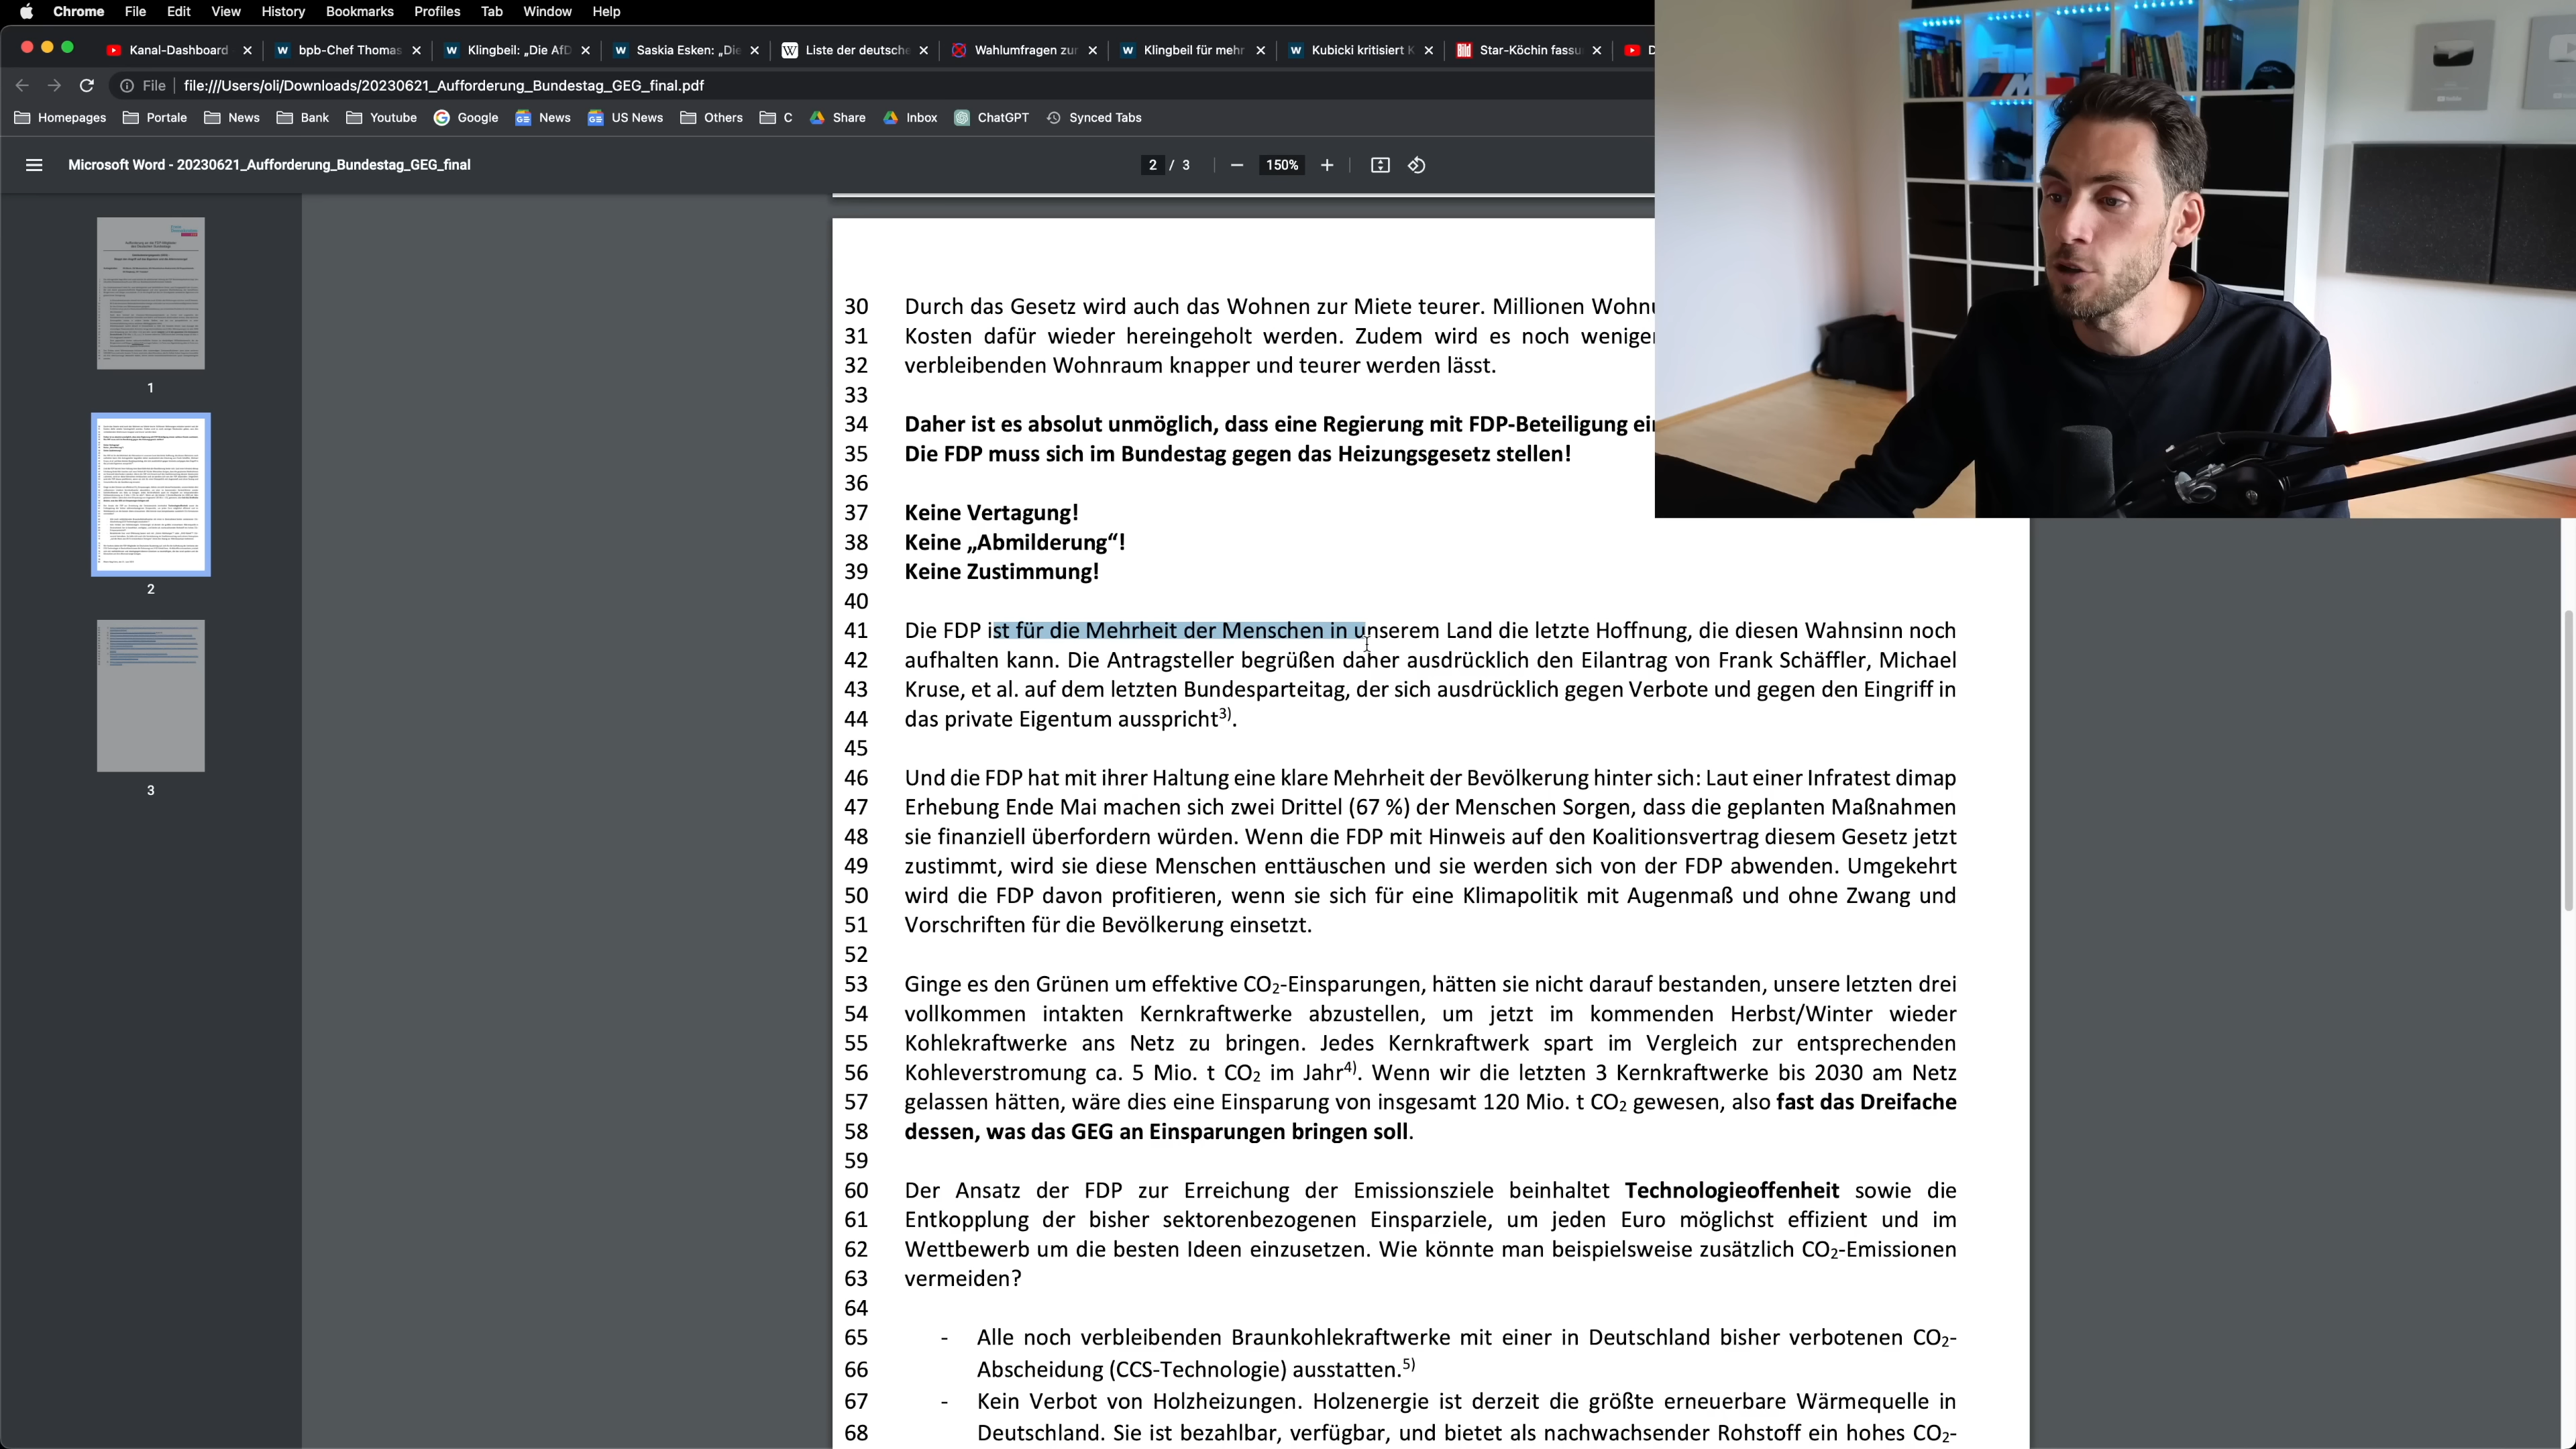 Chrome File Edit View History Bookmarks Profiles Tab Window Help
Kanal-Dashboard bpb-Chef Thomas Klingbeil: „Die AfD Saskia Esken: „Die Liste der deutsche Wahlumfragen zur Klingbeil für mehr Kubicki kritisiert K Star-Köchin fassu D
File file:///Users/oli/Downloads/20230621_Aufforderung_Bundestag_GEG_final.pdf
Homepages Portale News Bank Youtube Google News US News Others C Share Inbox ChatGPT Synced Tabs
Microsoft Word - 20230621_Aufforderung_Bundestag_GEG_final 2 / 3 150%
1
2
3
30 Durch das Gesetz wird auch das Wohnen zur Miete teurer. Millionen
31 Kosten dafür wieder hereingeholt werden. Zudem wird es noch weniger
32 verbleibenden Wohnraum knapper und teurer werden lässt.
33
34 Daher ist es absolut unmöglich, dass eine Regierung mit FDP-Beteiligung
35 Die FDP muss sich im Bundestag gegen das Heizungsgesetz stellen!
36
37 Keine Vertagung!
38 Keine „Abmilderung“!
39 Keine Zustimmung!
40
41 Die FDP ist für die Mehrheit der Menschen in unserem Land die letzte Hoffnung, die diesen Wahnsinn noch
42 aufhalten kann. Die Antragsteller begrüßen daher ausdrücklich den Eilantrag von Frank Schäffler, Michael
43 Kruse, et al. auf dem letzten Bundesparteitag, der sich ausdrücklich gegen Verbote und gegen den Eingriff in
44 das private Eigentum ausspricht3).
45
46 Und die FDP hat mit ihrer Haltung eine klare Mehrheit der Bevölkerung hinter sich: Laut einer Infratest dimap
47 Erhebung Ende Mai machen sich zwei Drittel (67 %) der Menschen Sorgen, dass die geplanten Maßnahmen
48 sie finanziell überfordern würden. Wenn die FDP mit Hinweis auf den Koalitionsvertrag diesem Gesetz jetzt
49 zustimmt, wird sie diese Menschen enttäuschen und sie werden sich von der FDP abwenden. Umgekehrt
50 wird die FDP davon profitieren, wenn sie sich für eine Klimapolitik mit Augenmaß und ohne Zwang und
51 Vorschriften für die Bevölkerung einsetzt.
52
53 Ginge es den Grünen um effektive CO2-Einsparungen, hätten sie nicht darauf bestanden, unsere letzten drei
54 vollkommen intakten Kernkraftwerke abzustellen, um jetzt im kommenden Herbst/Winter wieder
55 Kohlekraftwerke ans Netz zu bringen. Jedes Kernkraftwerk spart im Vergleich zur entsprechenden
56 Kohleverstromung ca. 5 Mio. t CO2 im Jahr4). Wenn wir die letzten 3 Kernkraftwerke bis 2030 am Netz
57 gelassen hätten, wäre dies eine Einsparung von insgesamt 120 Mio. t CO2 gewesen, also fast das Dreifache
58 dessen, was das GEG an Einsparungen bringen soll.
59
60 Der Ansatz der FDP zur Erreichung der Emissionsziele beinhaltet Technologieoffenheit sowie die
61 Entkopplung der bisher sektorenbezogenen Einsparziele, um jeden Euro möglichst effizient und im
62 Wettbewerb um die besten Ideen einzusetzen. Wie könnte man beispielsweise zusätzlich CO2-Emissionen
63 vermeiden?
64
65 - Alle noch verbleibenden Braunkohlekraftwerke mit einer in Deutschland bisher verbotenen CO2-
66 Abscheidung (CCS-Technologie) ausstatten.5)
67 - Kein Verbot von Holzheizungen. Holzenergie ist derzeit die größte erneuerbare Wärmequelle in
68 Deutschland. Sie ist bezahlbar, verfügbar, und bietet als nachwachsender Rohstoff ein hohes CO2-